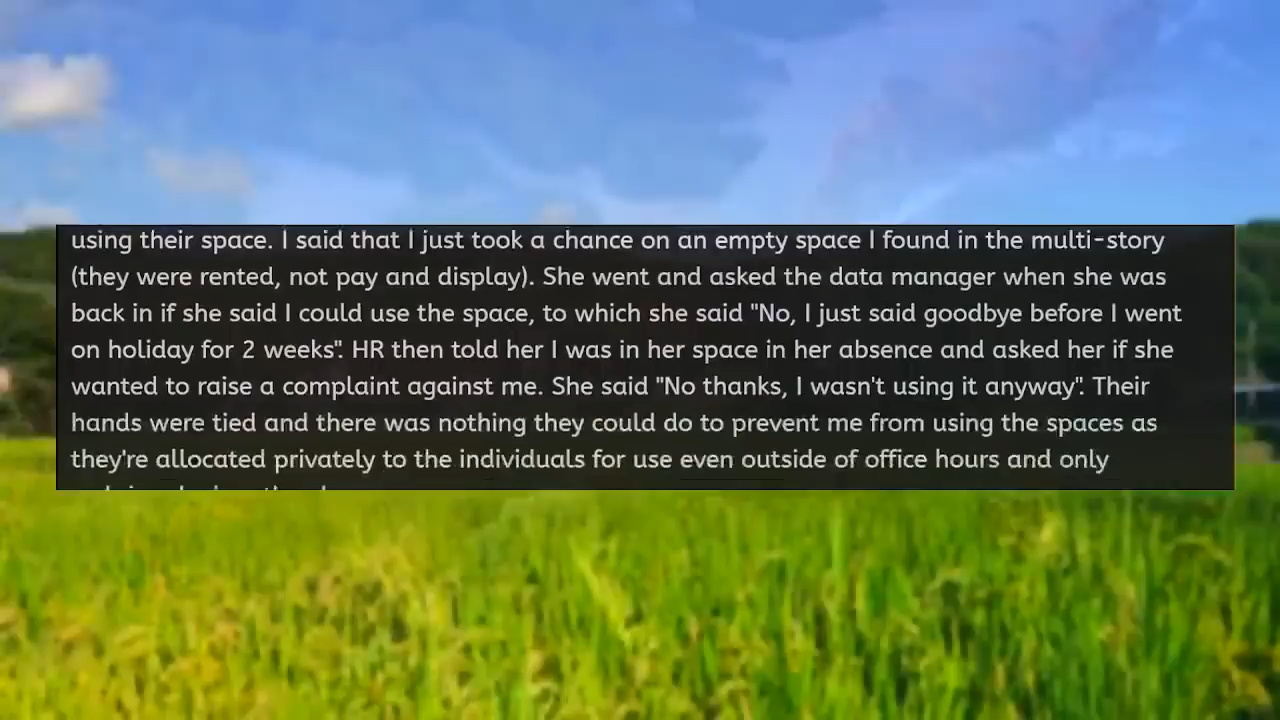 using their space. I said that I just took a chance on an empty space I found in the multi-story
(they were rented, not pay and display). She went and asked the data manager when she was
back in if she said I could use the space, to which she said "No, I just said goodbye before I went
on holiday for 2 weeks". HR then told her I was in her space in her absence and asked her if she
wanted to raise a complaint against me. She said "No thanks, I wasn't using it anyway". Their
hands were tied and there was nothing they could do to prevent me from using the spaces as
they're allocated privately to the individuals for use even outside of office hours and only